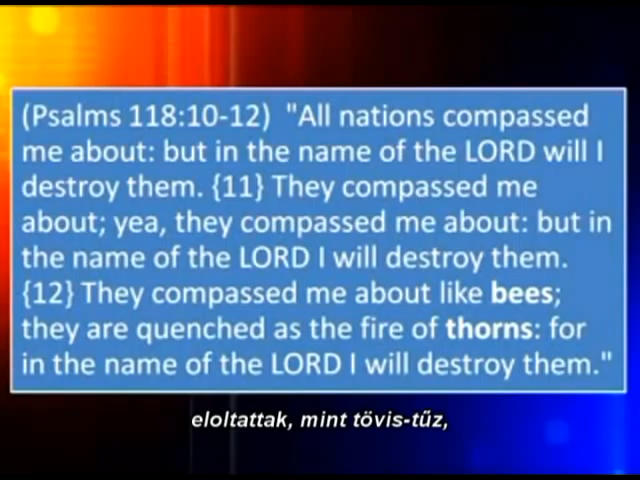 (Psalms 118:10-12) "All nations compassed
me about: but in the name of the LORD will I
destroy them. {11} They compassed me
about; yea, they compassed me about: but in
the name of the LORD I will destroy them.
{12} They compassed me about like bees;
they are quenched as the fire of thorns: for
in the name of the LORD I will destroy them."
eloltattak, mint tövis-tűz,